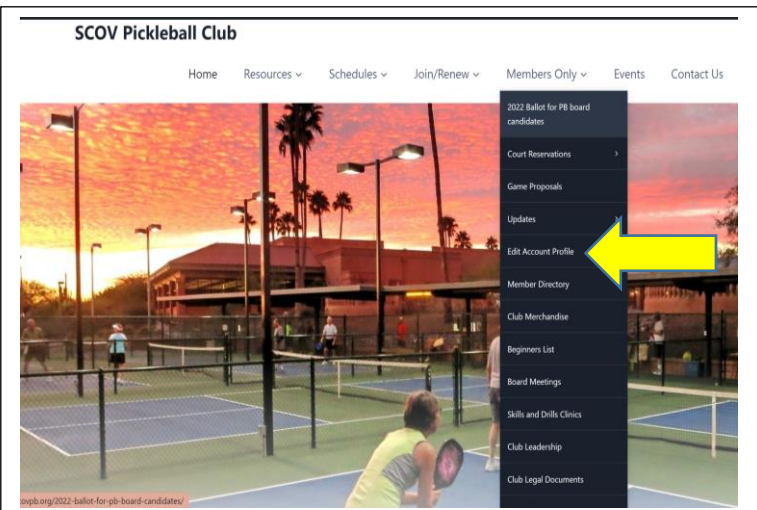 SCOV Pickleball Club
Home Resources Schedules Join/Renew Members Only Events Contact Us
2022 Ballot for PB board
candidates
Court Reservations
Game Proposals
Updates
Edit Account Profile
Member Directory
Club Merchandise
Beginners List
Board Meetings
Skills and Drills Clinics
Club Leadership
Club Legal Documents
ovpb.org/2022-ballot-for-pb-board-candidates/